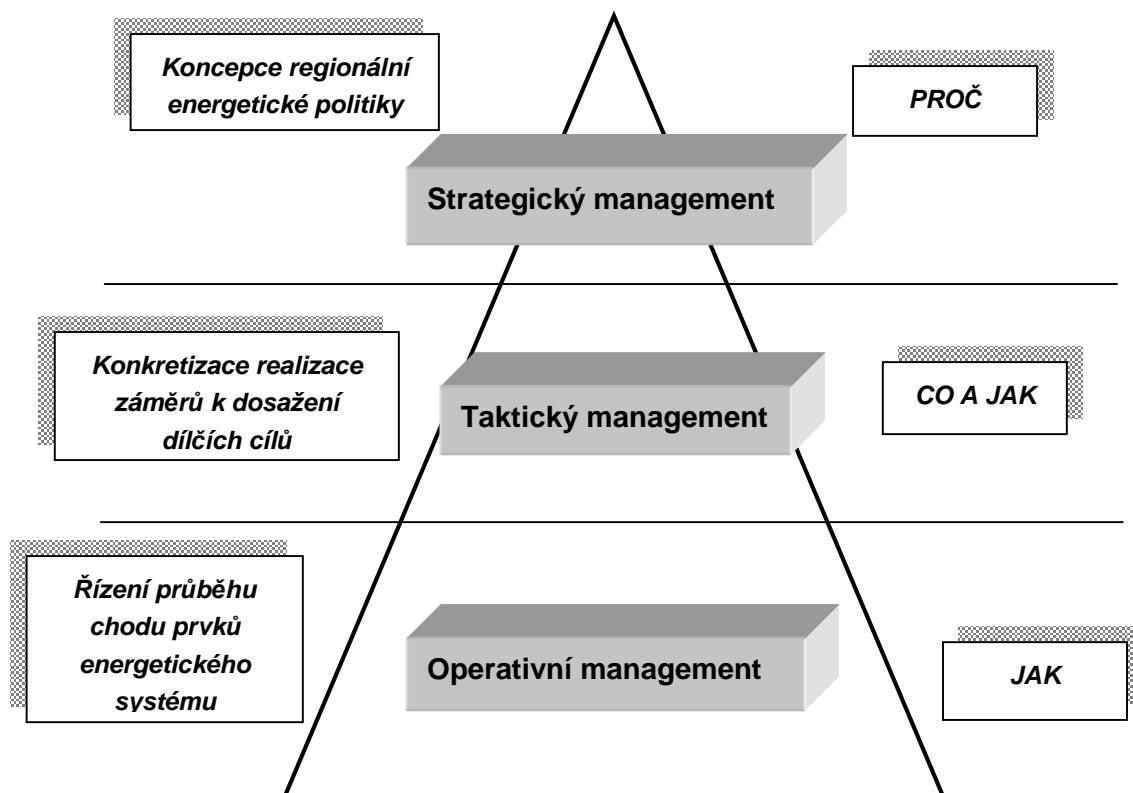 Koncepce regionální
energetické politiky
PROČ
Strategický management
Konkretizace realizace
záměrů k dosažení
dílčích cílů
Taktický management
CO A JAK
Řízení průběhu
chodu prvků
energetického
systému
Operativní management
JAK